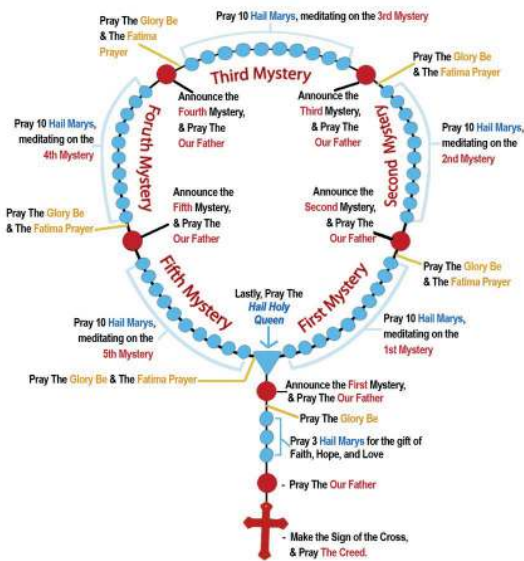 Pray The Glory Be
& The Fatima
Prayer
Pray 10 Hail Marys, meditating on the 3rd Mystery
Pray The Glory Be
& The Fatima Prayer
Third Mystery
Announce the
Fourth Mystery,
& Pray The
Our Father
Announce the
Third Mystery,
& Pray The
Our Father
Pray 10 Hail Marys,
meditating on the
4th Mystery
Foruth Mystery
Second Mystery
Pray 10 Hail Marys,
meditating on the
2nd Mystery
Announce the
Fifth Mystery,
& Pray The
Our Father
Announce the
Second Mystery,
& Pray The
Our Father
Pray The Glory Be
& The Fatima Prayer
Pray The Glory Be
& The Fatima Prayer
Fifth Mystery
First Mystery
Lastly, Pray The
Hail Holy
Queen
Pray 10 Hail Marys,
meditating on the
5th Mystery
Pray 10 Hail Marys,
meditating on the
1st Mystery
Pray The Glory Be & The Fatima Prayer
Announce the First Mystery,
& Pray The Our Father
Pray The Glory Be
Pray 3 Hail Marys for the gift of
Faith, Hope, and Love
- Pray The Our Father
- Make the Sign of the Cross,
& Pray The Creed.